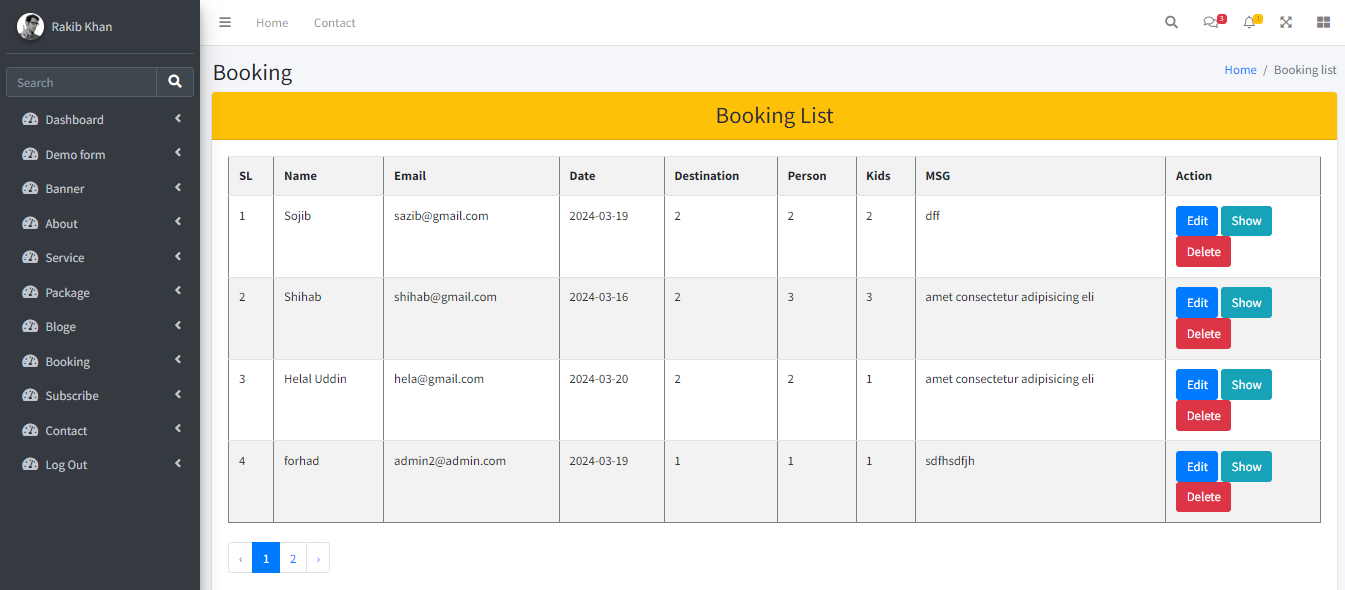 Rakib Khan
Home Contact
3
Search
Booking
Home / Booking list
Booking List
Dashboard
Demo form
Banner
About
Service
Package
Bloge
Booking
Subscribe
Contact
Log Out
SL Name Email Date Destination Person Kids MSG Action
1 Sojib sazib@gmail.com 2024-03-19 2 2 2 dff Edit Show
Delete
2 Shihab shihab@gmail.com 2024-03-16 2 3 3 amet consectetur adipisicing eli Edit Show
Delete
3 Helal Uddin hela@gmail.com 2024-03-20 2 2 1 amet consectetur adipisicing eli Edit Show
Delete
4 forhad admin2@admin.com 2024-03-19 1 1 1 sdfhsdfjh Edit Show
Delete
‹ 1 2 ›